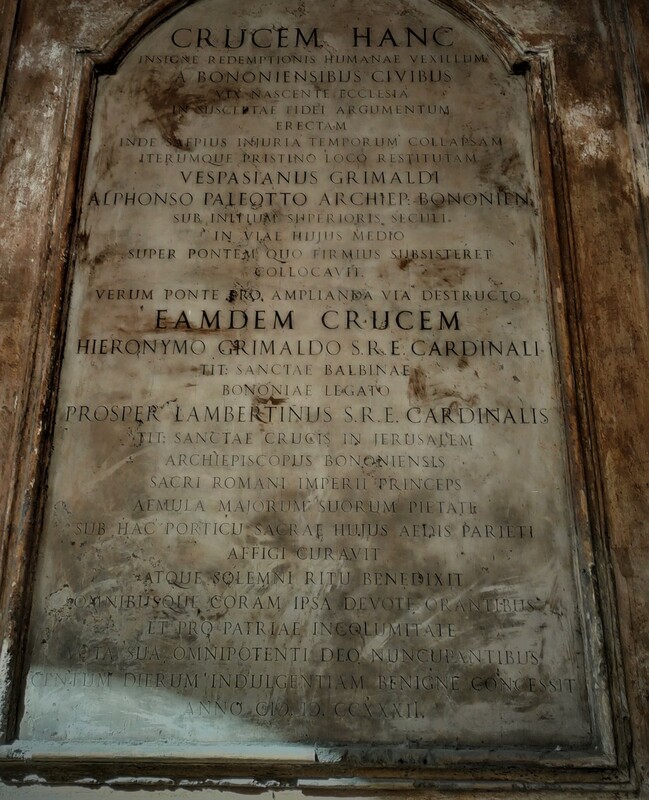 CRUCEM HANC
INSIGNE REDEMPTIONIS HUMANAE VEXILLUM
A BONONIENSIBUS CIVIBUS
VIX NASCENTE ECCLESIA
IN SUSCEPTAE FIDEI ARGUMENTUM
ERECTAM
INDE SAEPIUS INJURIA TEMPORUM COLLAPSAM
ITERUMQUE PRISTINO LOCO RESTITUTAM
VESPASIANUS GRIMALDI
ALPHONSO PALEOTTO ARCHIEP. BONONIEN.
SUB INITIUM SUPERIORIS SECULI
IN VIAE HUJUS MEDIO
SUPER PONTEM QUO FIRMIUS SUBSISTERET
COLLOCAVIT
VERUM PONTE PRO AMPLIANDA VIA DESTRUCTO
EAMDEM CRUCEM
HIERONYMO GRIMALDO S.R.E. CARDINALI
TIT: SANCTAE BALBINAE
BONONIAE LEGATO
PROSPER LAMBERTINUS S.R.E. CARDINALIS
TIT: SANCTAE CRUCIS IN JERUSALEM
ARCHIEPISCOPUS BONONIENSIS
SACRI ROMANI IMPERII PRINCEPS
AEMULA MAJORUM SUORUM PIETATE
SUB HAC PORTICU SACRAE HUJUS AEDIS PARIETI
AFFIGI CURAVIT
ATQUE SOLEMNI RITU BENEDIXIT
OMNIBUSQUE CORAM IPSA DEVOTE ORANTIBUS
ET PRO PATRIAE INCOLUMITATE
VOTA SUA OMNIPOTENTI DEO NUNCUPANTIBUS
CENTUM DIERUM INDULGENTIAM BENIGNE CONCESSIT
ANNO CIƆ IƆ CCXXXII.